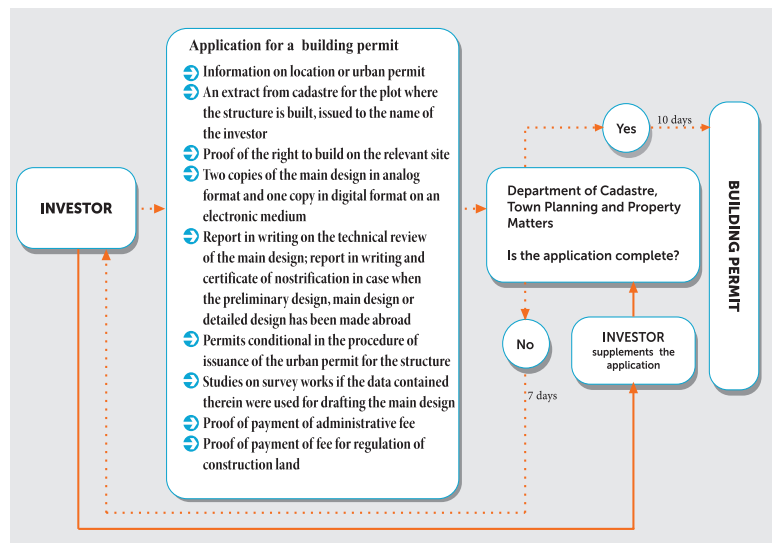 INVESTOR
Application for a building permit
Information on location or urban permit
An extract from cadastre for the plot where
the structure is built, issued to the name of
the investor
Proof of the right to build on the relevant site
Two copies of the main design in analog
format and one copy in digital format on an
electronic medium
Report in writing on the technical review
of the main design; report in writing and
certificate of nostrification in case when
the preliminary design, main design or
detailed design has been made abroad
Permits conditional in the procedure of
issuance of the urban permit for the structure
Studies on survey works if the data contained
therein were used for drafting the main design
Proof of payment of administrative fee
Proof of payment of fee for regulation of
construction land
Department of Cadastre,
Town Planning and Property
Matters
Is the application complete?
Yes
10 days
No
7 days
INVESTOR
supplements the
application
BUILDING PERMIT